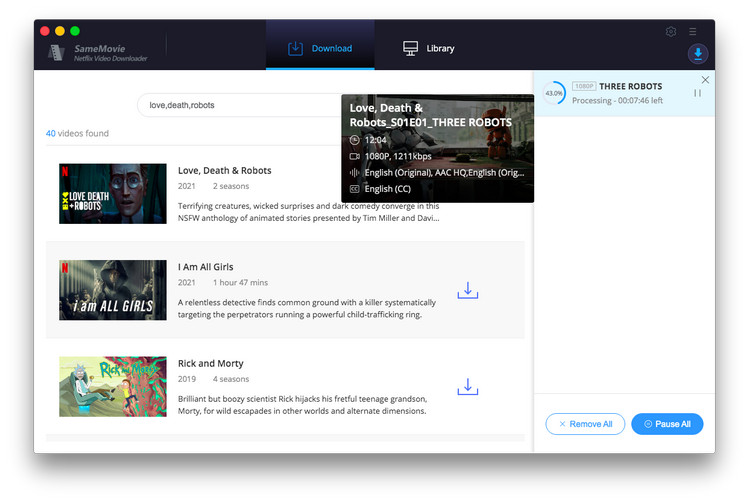 SameMovie
Netflix Video Downloader
Download
Library
love,death,robots
40 videos found
Love, Death &
Robots_S01E01_THREE ROBOTS
12:04
1080P, 1211kbps
English (Original), AAC HQ,English (Orig...
CC English (CC)
43.0%
1080P THREE ROBOTS
Processing - 00:07:46 left
N
LOVE DEATH
+ROBOTS
Love, Death & Robots
2021 2 seasons
Terrifying creatures, wicked surprises and dark comedy converge in this
NSFW anthology of animated stories presented by Tim Miller and Davi...
N
i am ALL GIRLS
I Am All Girls
2021 1 hour 47 mins
A relentless detective finds common ground with a killer systematically
targeting the perpetrators running a powerful child-trafficking ring.
Rick and Morty
Rick and Morty
2019 4 seasons
Brilliant but boozy scientist Rick hijacks his fretful teenage grandson,
Morty, for wild escapades in other worlds and alternate dimensions.
Remove All
Pause All